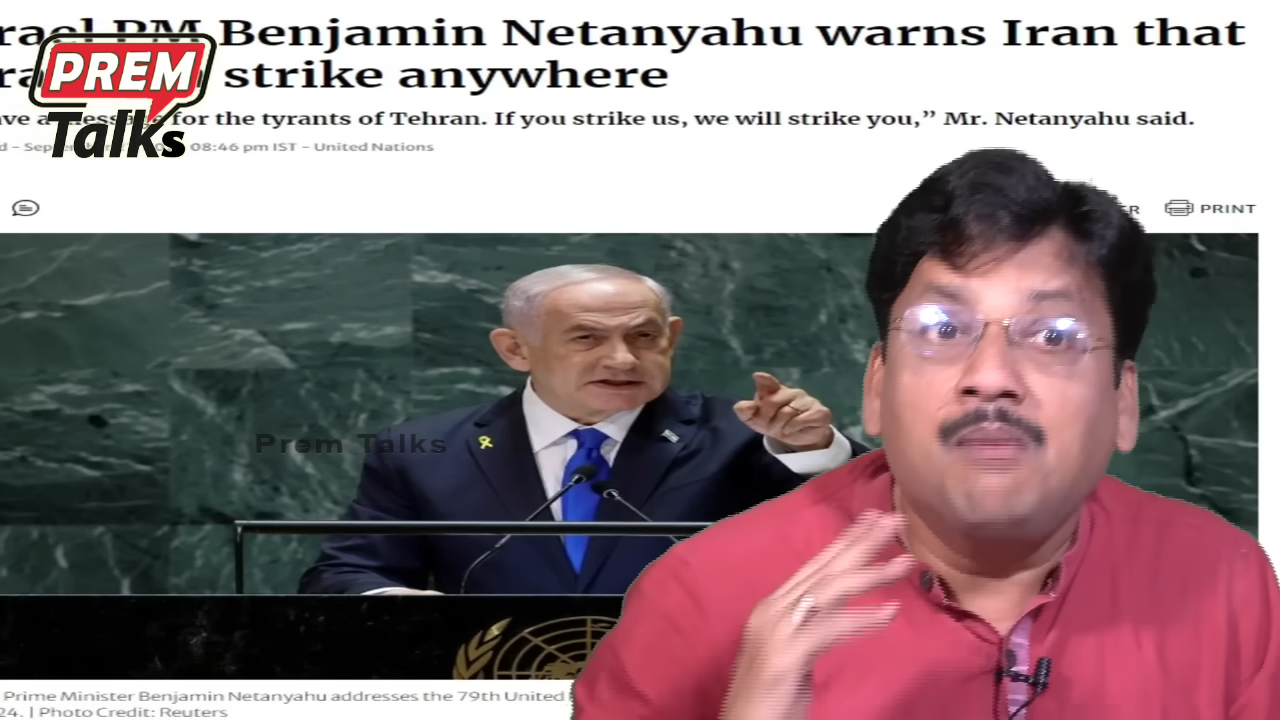 PM Benjamin Netanyahu warns Iran that
strike anywhere
for the tyrants of Tehran. If you strike us, we will strike you,” Mr. Netanyahu said.
08:46 pm IST – United Nations
PREM
Talks
PRINT
Prem Talks
Prime Minister Benjamin Netanyahu addresses the 79th United
24. | Photo Credit: Reuters